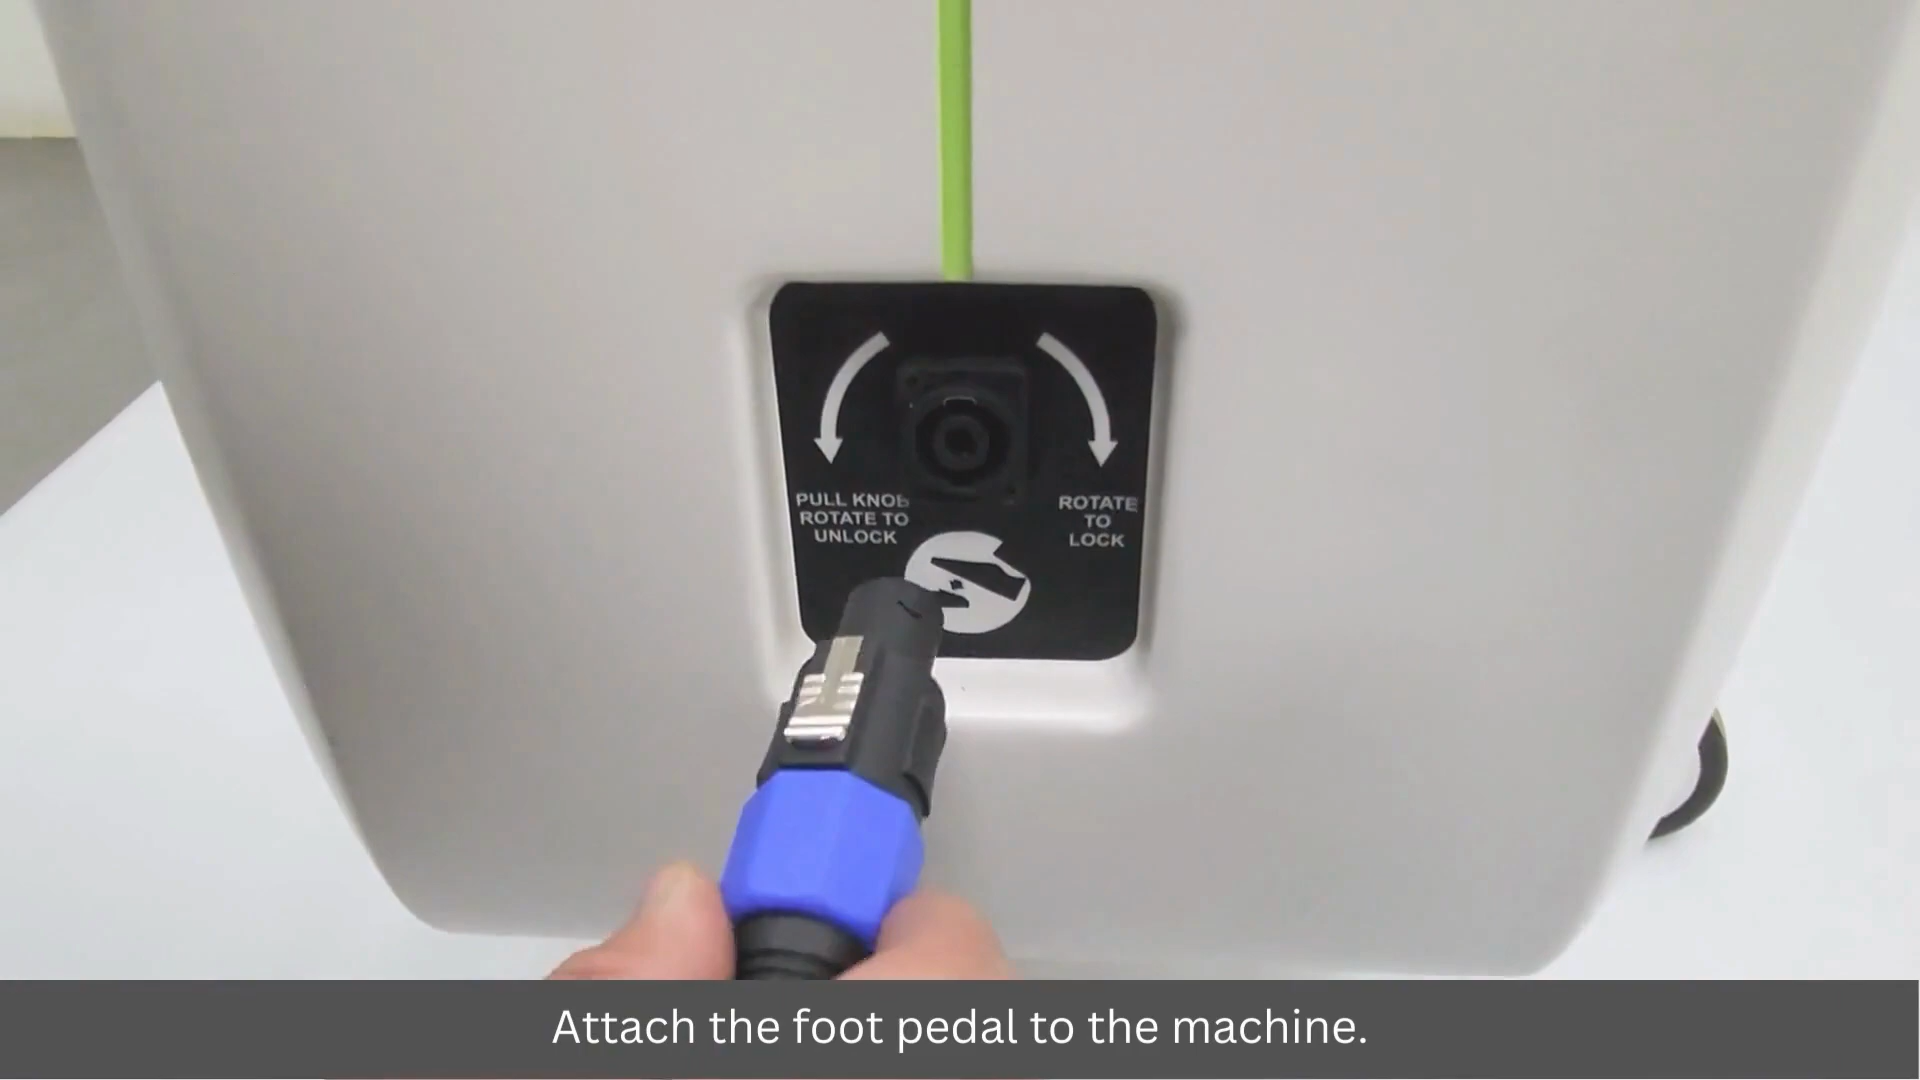 PULL KNOB
ROTATE TO
UNLOCK
ROTATE
TO
LOCK
Attach the foot pedal to the machine.